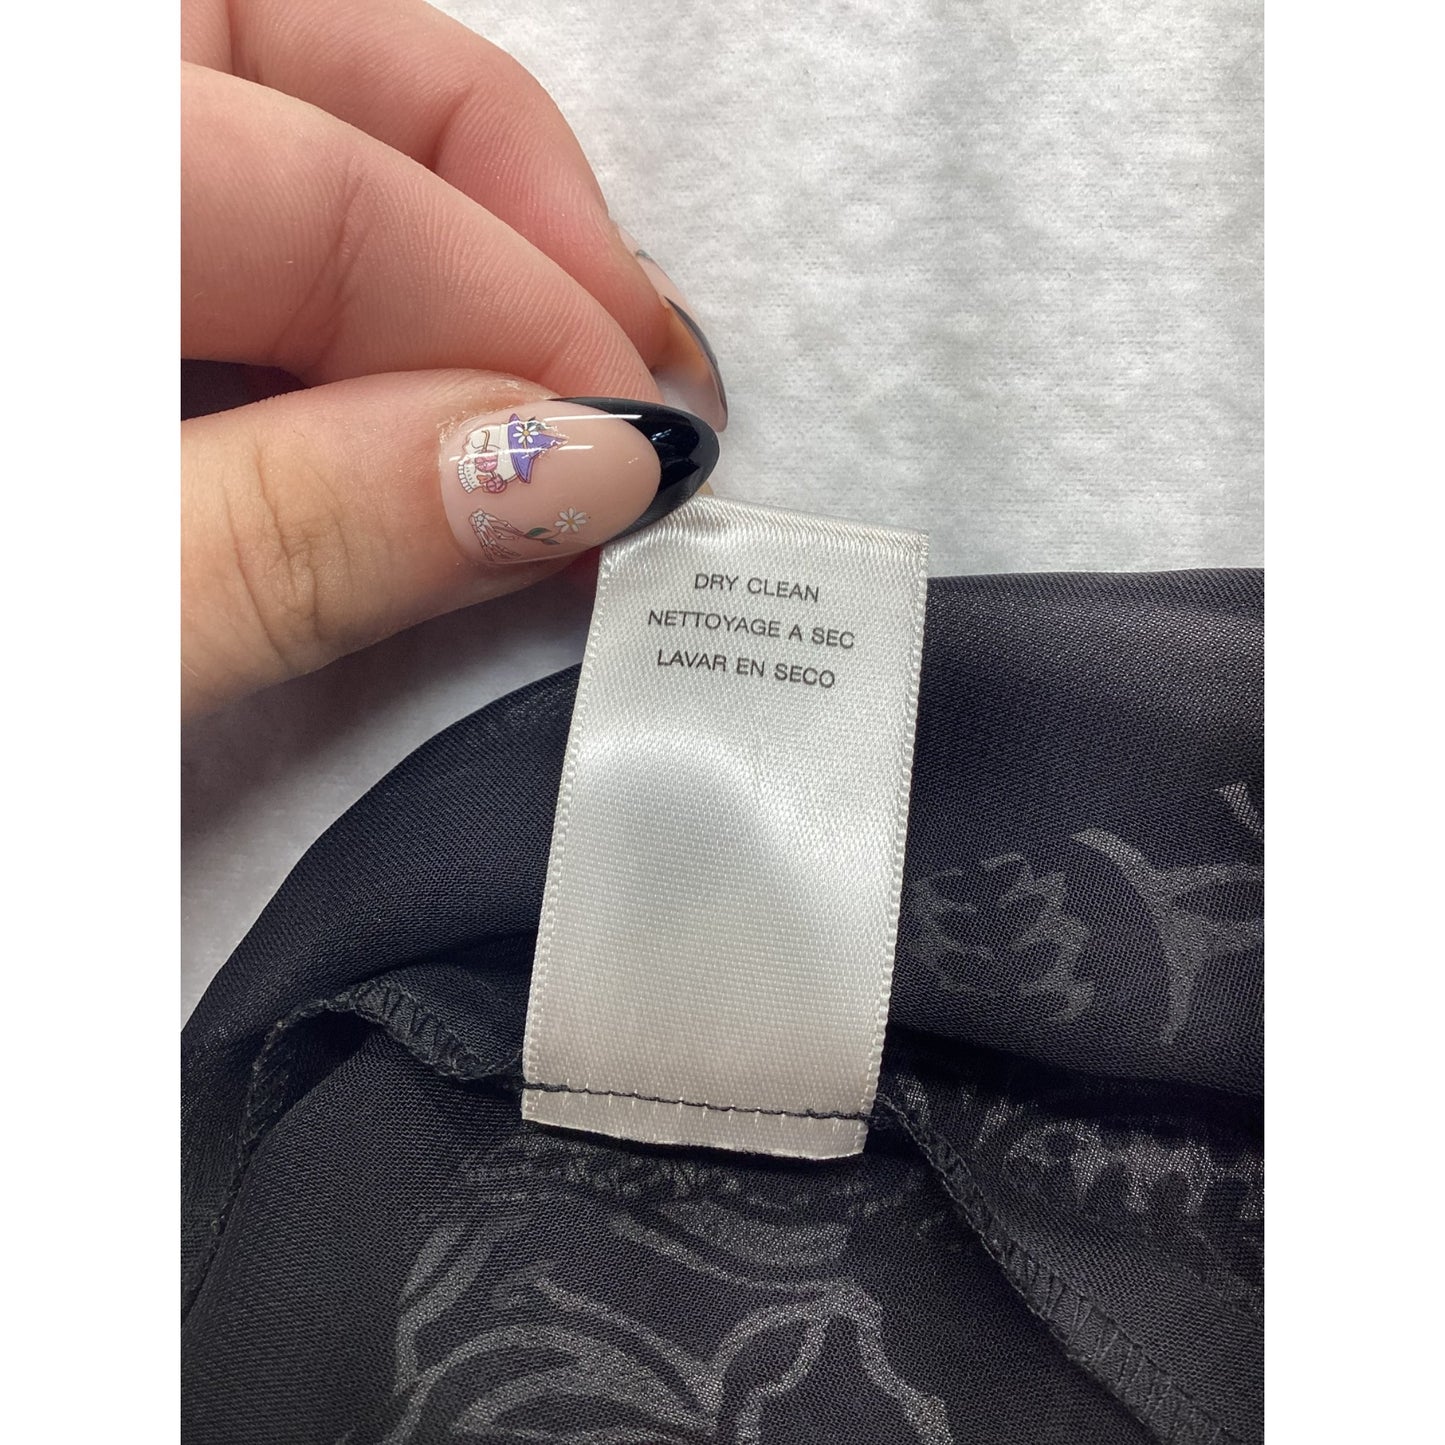 DRY CLEAN
NETTOYAGE A SEC
LAVAR EN SECO